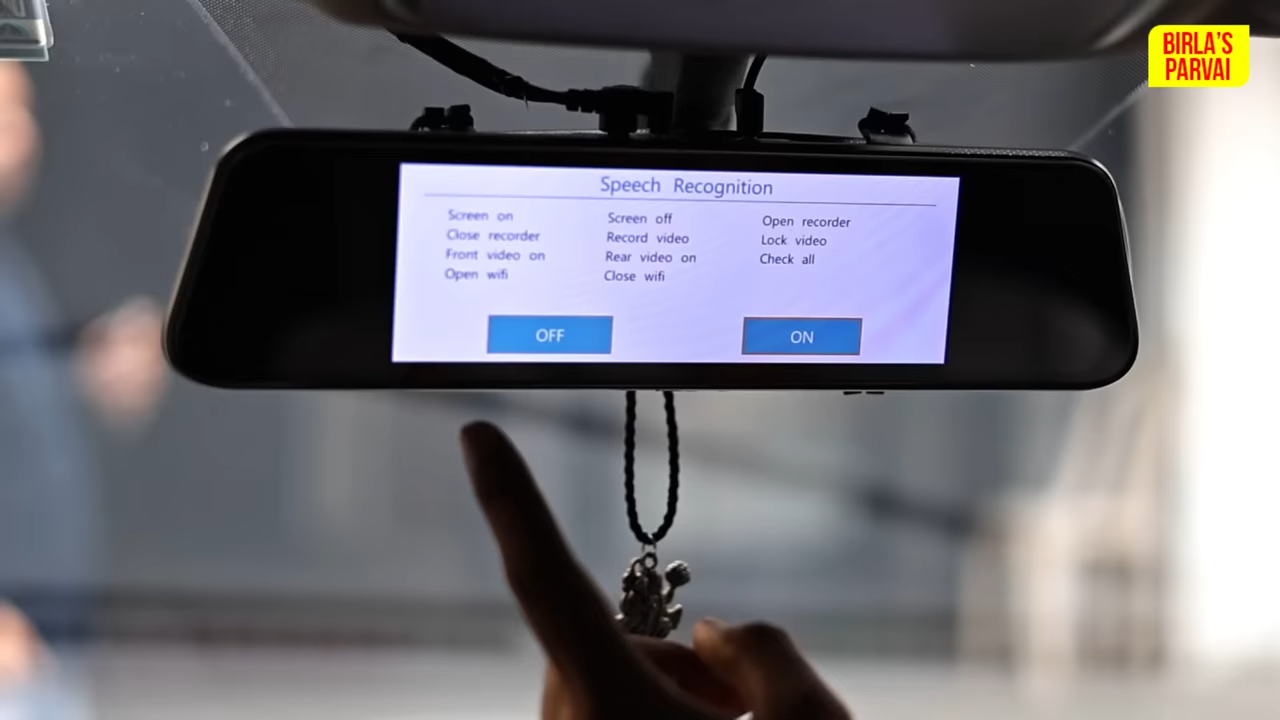 BIRLA'S
PARVAI
Speech Recognition
Screen on Screen off Open recorder
Close recorder Record video Lock video
Front video on Rear video on Check all
Open wifi Close wifi
OFF ON